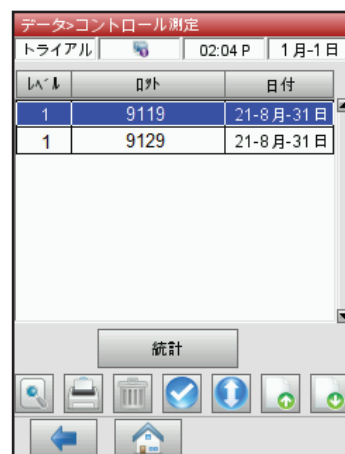 データ>コントロール測定
トライアル 02:04 P 1月-1日
ﾚﾍﾞﾙ ﾛｯﾄ 日付
1 9119 21-8月-31日
1 9129 21-8月-31日
統計